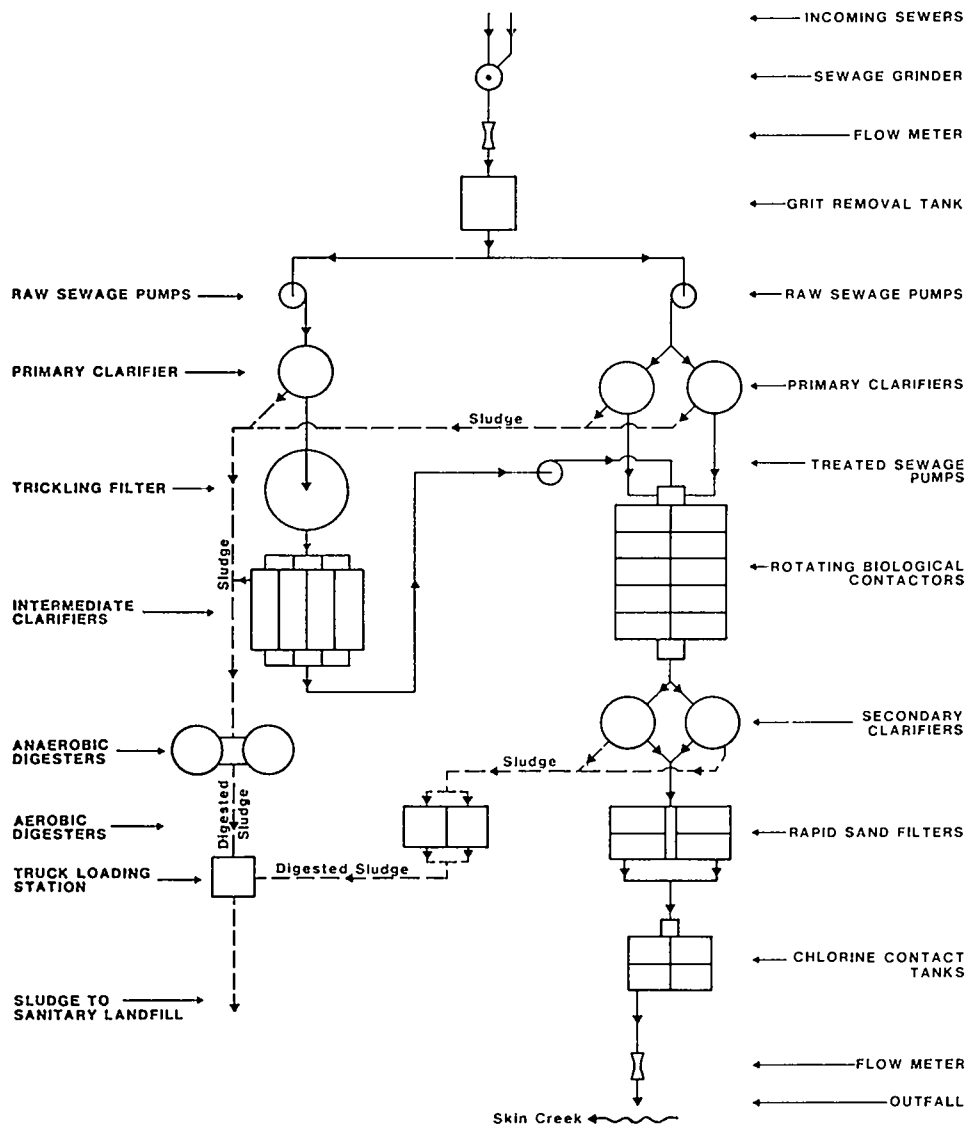 INCOMING SEWERS
SEWAGE GRINDER
FLOW METER
GRIT REMOVAL TANK
RAW SEWAGE PUMPS
RAW SEWAGE PUMPS
PRIMARY CLARIFIER
PRIMARY CLARIFIERS
Sludge
TREATED SEWAGE
PUMPS
TRICKLING FILTER
Sludge
ROTATING BIOLOGICAL
CONTACTORS
INTERMEDIATE
CLARIFIERS
SECONDARY
CLARIFIERS
ANAEROBIC
DIGESTERS
Sludge
Digested
Sludge
AEROBIC
DIGESTERS
RAPID SAND FILTERS
TRUCK LOADING
STATION
Digested Sludge
CHLORINE CONTACT
TANKS
SLUDGE TO
SANITARY LANDFILL
FLOW METER
OUTFALL
Skin Creek